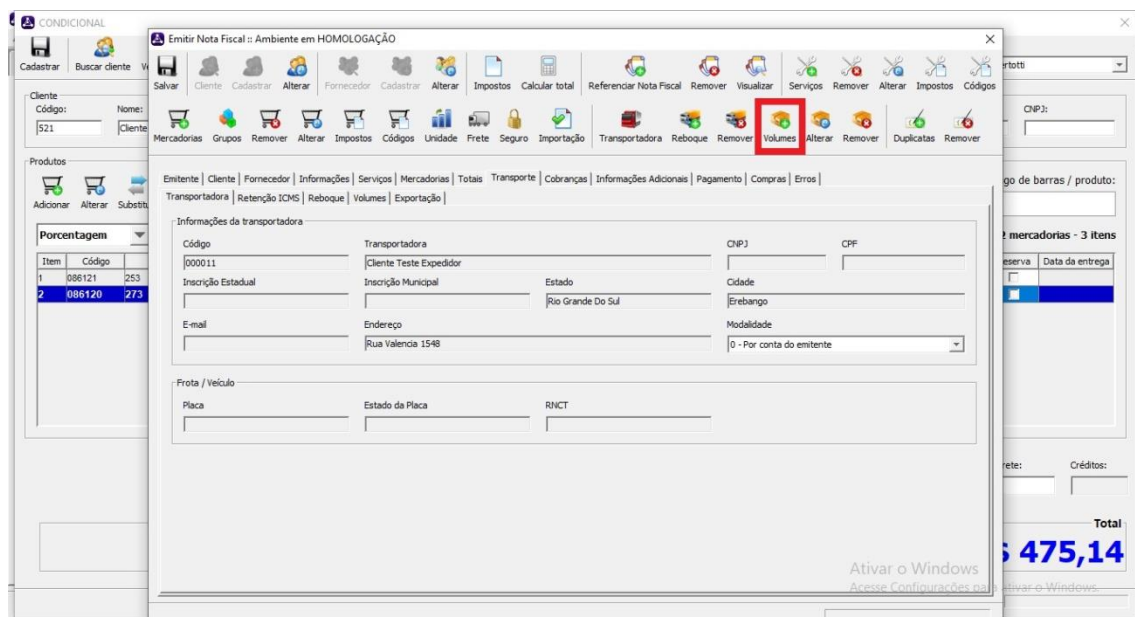 CONDICIONAL
Emitir Nota Fiscal :: Ambiente em HOMOLOGAÇÃO
Cadastrar Buscar cliente
Salvar Cliente Cadastrar Alterar Fornecedor Cadastrar Alterar Impostos Calcular total Referenciar Nota Fiscal Remover Visualizar Serviços Remover Alterar Impostos Códigos
Mercadorias Grupos Remover Alterar Impostos Códigos Unidade Frete Seguro Importação Transportadora Reboque Remover Volumes Alterar Remover Duplicatas Remover
Cliente
Código: Nome: CNPJ:
521 Cliente
Produtos
Adicionar Alterar
Porcentagem
Item Código
1 086121 253
2 086120 273
Emitente Cliente Fornecedor Informações Serviços Mercadorias Totais Transporte Cobranças Informações Adicionais Pagamento Compras Erros
Transportadora Retenção ICMS Reboque Volumes Exportação
Informações da transportadora
Código Transportadora CNPJ CPF
000011 Cliente Teste Expedidor
Inscrição Estadual Inscrição Municipal Estado Cidade
Rio Grande Do Sul Erebango
E-mail Endereço Modalidade
Rua Valencia 1548 0 - Por conta do emitente
Frota / Veículo
Placa Estado da Placa RNCT
de barras / produto:
mercadorias - 3 itens
Data da entrega
Créditos:
Total
475,14
Ativar o Windows
Acesse Configurações para ativar o Windows.